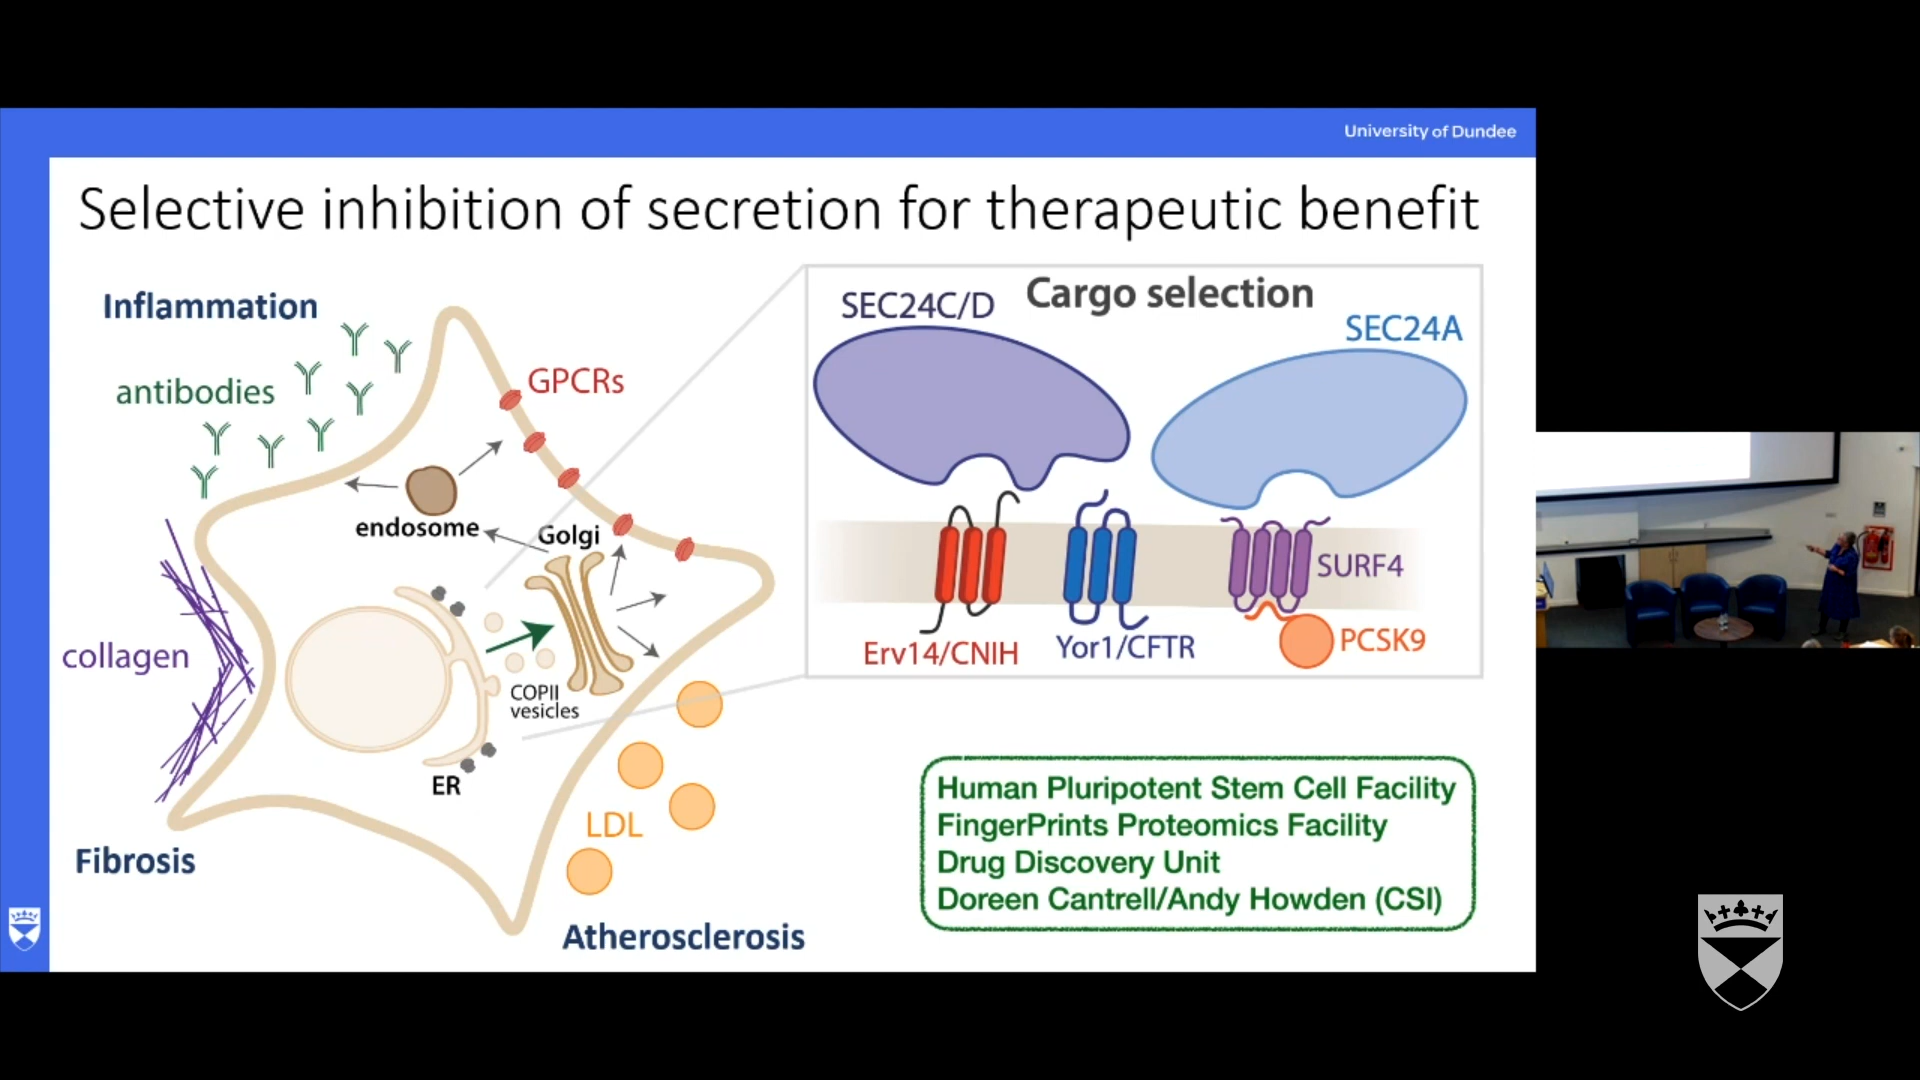 University of Dundee
Selective inhibition of secretion for therapeutic benefit
Inflammation
antibodies
GPCRs
endosome
Golgi
collagen
COPII
vesicles
ER
LDL
Fibrosis
Atherosclerosis
Cargo selection
SEC24C/D
SEC24A
SURF4
Erv14/CNIH
Yor1/CFTR
PCSK9
Human Pluripotent Stem Cell Facility
FingerPrints Proteomics Facility
Drug Discovery Unit
Doreen Cantrell/Andy Howden (CSI)